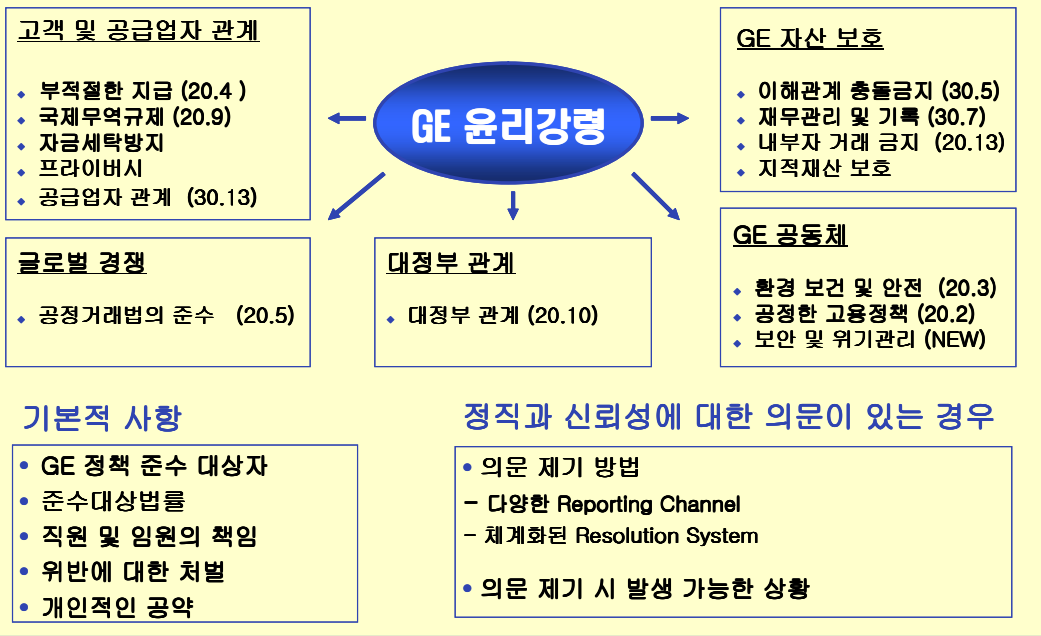 고객 및 공급업자 관계
부적절한 지급 (20.4 )
국제무역규제 (20.9)
자금세탁방지
프라이버시
공급업자 관계 (30.13)
GE 윤리강령
GE 자산 보호
이해관계 충돌금지 (30.5)
재무관리 및 기록 (30.7)
내부자 거래 금지 (20.13)
지적재산 보호
글로벌 경쟁
공정거래법의 준수 (20.5)
대정부 관계
대정부 관계 (20.10)
GE 공동체
환경 보건 및 안전 (20.3)
공정한 고용정책 (20.2)
보안 및 위기관리 (NEW)
기본적 사항
• GE 정책 준수 대상자
• 준수대상법률
• 직원 및 임원의 책임
• 위반에 대한 처벌
• 개인적인 공약
정직과 신뢰성에 대한 의문이 있는 경우
• 의문 제기 방법
- 다양한 Reporting Channel
- 체계화된 Resolution System
• 의문 제기 시 발생 가능한 상황